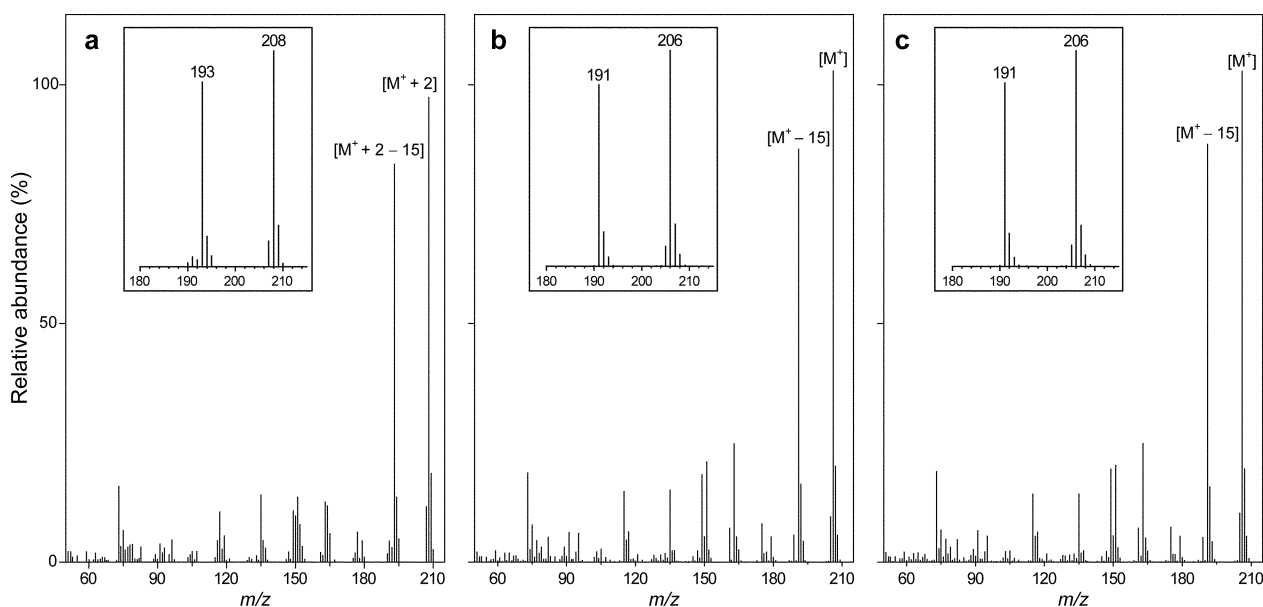 a
208
193
[M+ + 2]
[M+ + 2 – 15]
180 190 200 210
b
206
191
[M+]
[M+ – 15]
180 190 200 210
c
206
191
[M+]
[M+ – 15]
180 190 200 210
Relative abundance (%)
100
50
0
60 90 120 150 180 210
m/z
60 90 120 150 180 210
m/z
60 90 120 150 180 210
m/z